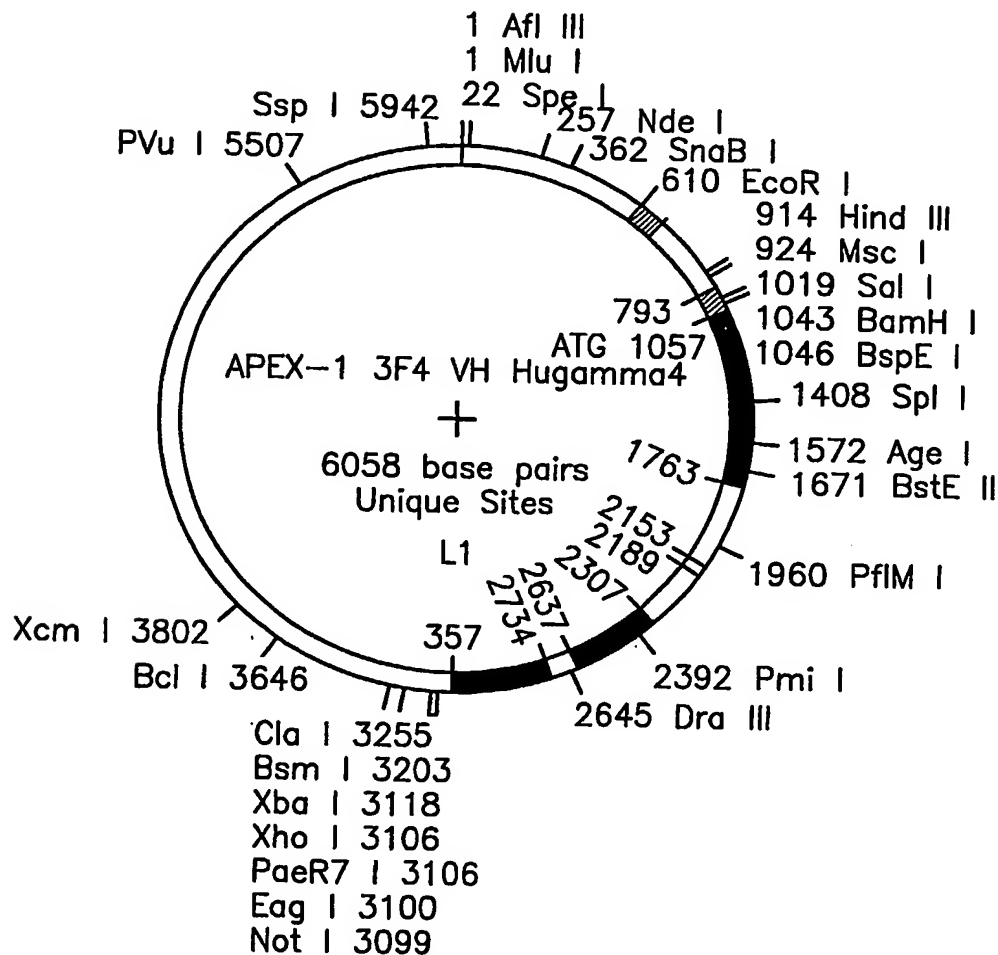 1 Afl III
1 Mlu I
22 Spe I
Ssp I 5942
257 Nde I
PVu I 5507
362 SnaB I
610 EcoR I
914 Hind III
924 Msc I
1019 Sal I
793
1043 BamH I
ATG 1057
1046 BspE I
APEX-1 3F4 VH Hugamma4
1408 Spl I
6058 base pairs
1763
1572 Age I
Unique Sites
1671 BstE II
2153
L1
2189
2307
1960 PflM I
2637
2734
357
Xcm I 3802
Bcl I 3646
2392 Pmi I
2645 Dra III
Cla I 3255
Bsm I 3203
Xba I 3118
Xho I 3106
PaeR7 I 3106
Eag I 3100
Not I 3099